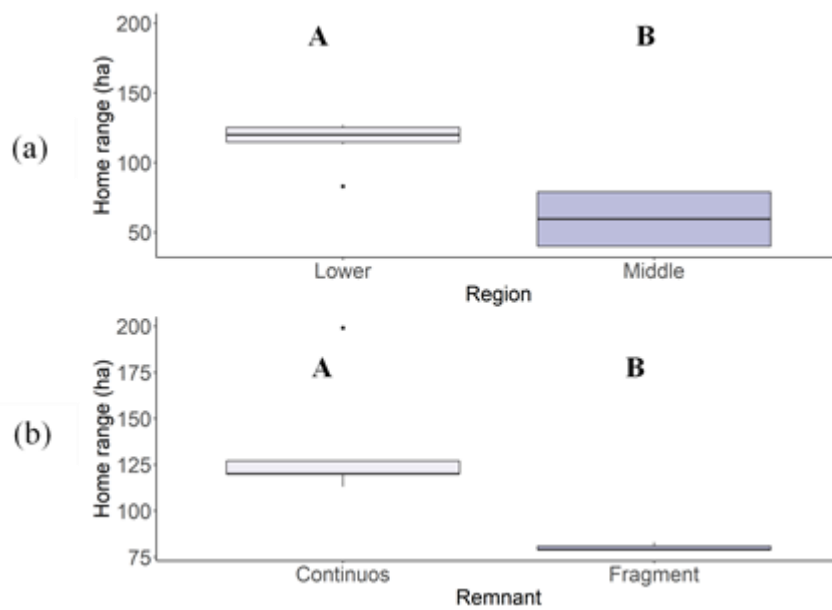 200
A
B
150
(a)
Home range (ha)
100
50
Lower
Middle
Region
200
A
B
175
150
(b)
Home range (ha)
125
100
75
Continuos
Fragment
Remnant